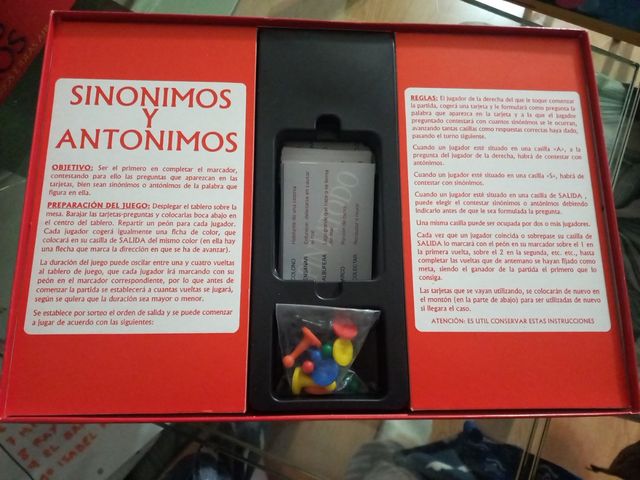 SINONIMOS
Y
ANTONIMOS
OBJETIVO: Ser el primero en completar el marcador,
contestando para ello las preguntas que aparezcan en las
tarjetas, bien sean sinónimos o antónimos de la palabra que
figura en ella.
PREPARACIÓN DEL JUEGO: Desplegar el tablero sobre la
mesa. Barajar las tarjetas-preguntas y colocarlas boca abajo en
el centro del tablero. Repartir un peón para cada jugador.
Cada jugador cogerá igualmente una ficha de color, que
colocará en su casilla de SALIDA del mismo color (en ella hay
una flecha que marca la dirección en que se ha de avanzar).
La duración del juego puede oscilar entre una y cuatro vueltas
al tablero de juego, que cada jugador irá marcando con su
peón en el marcador correspondiente, por lo que antes de
comenzar la partida se establecerá a cuantas vueltas se jugará,
según se quiera que la duración sea mayor o menor.
Se establece por sorteo el orden de salida y se puede comenzar
a jugar de acuerdo con las siguientes:
REGLAS: El jugador de la derecha del que le toque comenzar
la partida, cogerá una tarjeta y le formulará como pregunta la
palabra que aparezca en la tarjeta y a la que el jugador
preguntado contestará con cuantos sinónimos se le ocurran,
avanzando tantas casillas como respuestas correctas haya dado,
pasando el turno siguiente.
Cuando un jugador esté situado en una casilla «A», a la
pregunta del jugador de la derecha, habrá de contestar con
antónimos.
Cuando un jugador esté situado en una casilla «S», habrá de
contestar con sinónimos.
Cuando un jugador esté situado en una casilla de SALIDA ,
puede elegir el contestar sinónimos o antónimos debiendo
indicarlo antes de que le sea formulada la pregunta.
Una misma casilla puede ser ocupada por dos o más jugadores.
Cada vez que un jugador coincida o sobrepase su casilla de
SALIDA lo marcará con el peón en su marcador sobre el 1 en
la primera vuelta, sobre el 2 en la segunda, etc. etc., hasta
completar las vueltas que de antemano se hayan fijado como
meta, siendo el ganador de la partida el primero que lo
consiga.
Las tarjetas que se vayan utilizando, se colocarán de nuevo en
el montón (en la parte de abajo) para ser utilizadas de nuevo
si llegara el caso.
ATENCIÓN: ES UTIL CONSERVAR ESTAS INSTRUCCIONES
COLONO
ALBUFERA